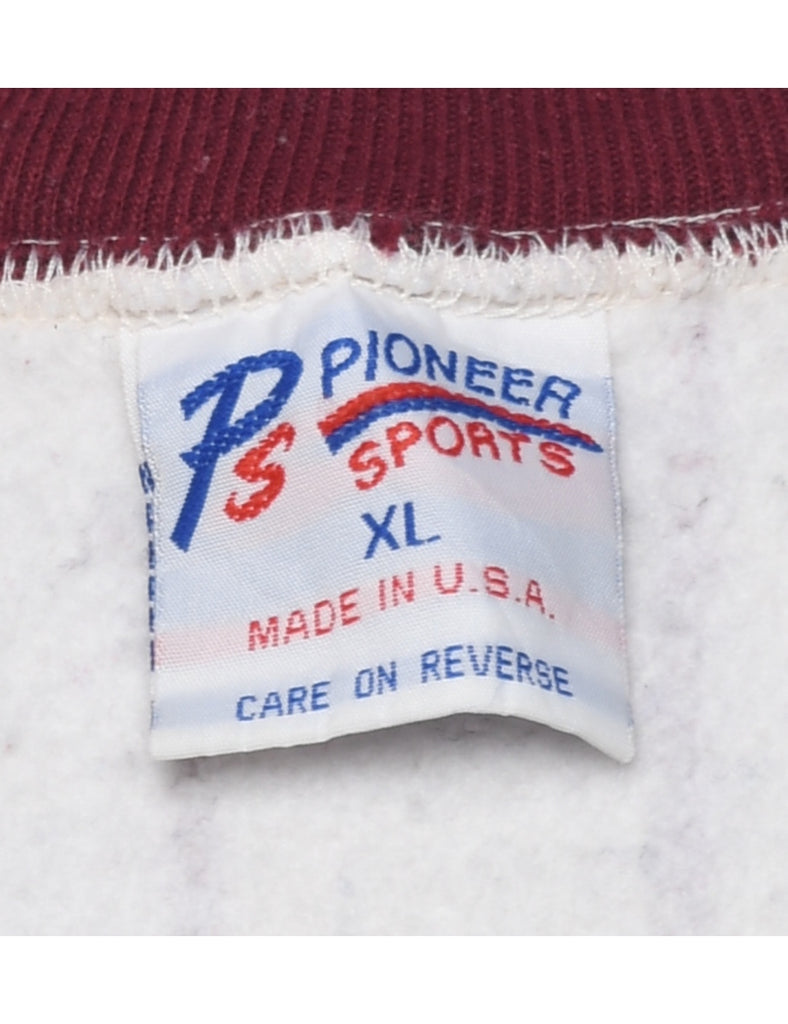 PS
PIONEER
SPORTS
XL
MADE IN U.S.A.
CARE ON REVERSE